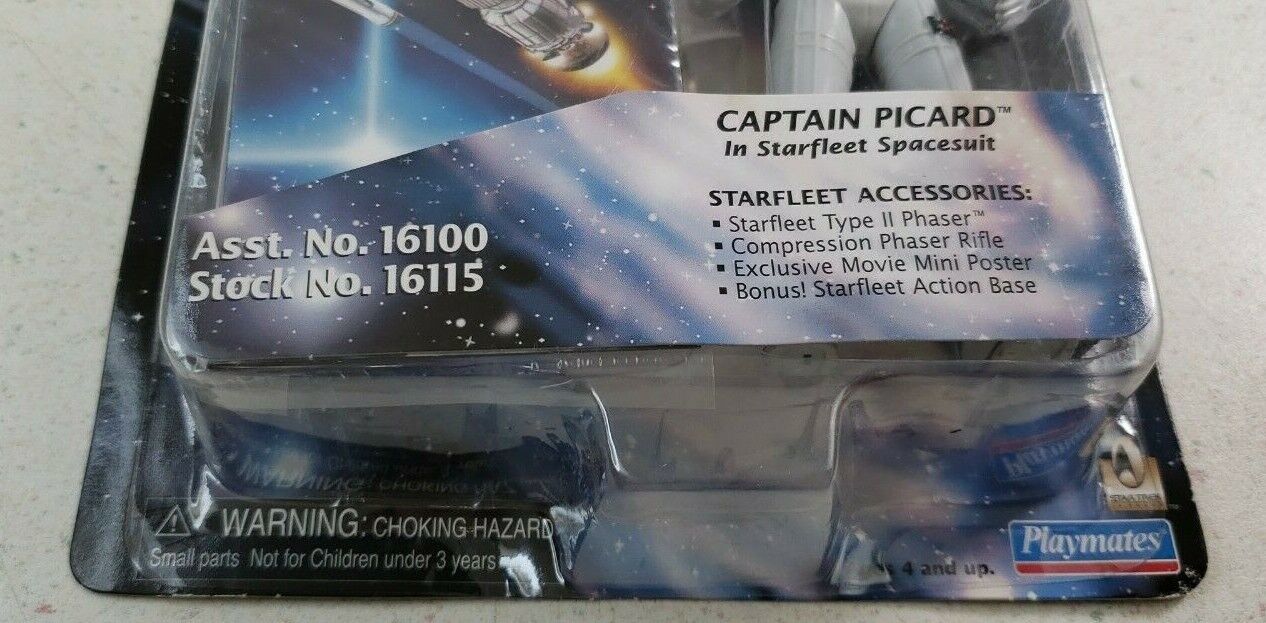 CAPTAIN PICARD™
In Starfleet Spacesuit
STARFLEET ACCESSORIES:
▪ Starfleet Type II Phaser™
▪ Compression Phaser Rifle
▪ Exclusive Movie Mini Poster
▪ Bonus! Starfleet Action Base
Asst. No. 16100
Stock No. 16115
⚠ WARNING: CHOKING HAZARD
Small parts Not for Children under 3 years
4 and up.
STAR TREK
Playmates